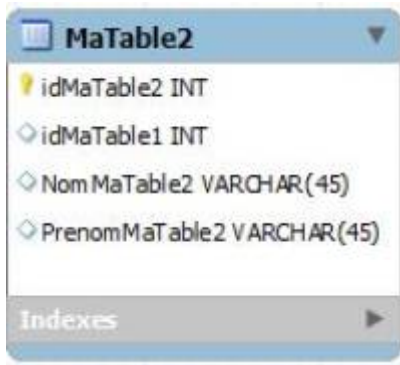 MaTable2
idMaTable2 INT
idMaTable1 INT
NomMaTable2 VARCHAR(45)
PrenomMaTable2 VARCHAR(45)
Indexes